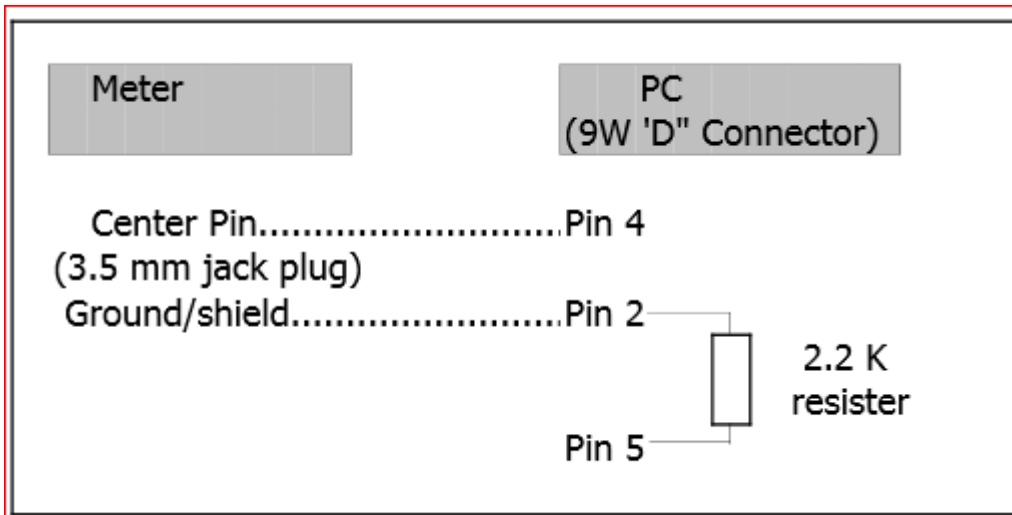 Meter
PC
(9W 'D" Connector)
Center Pin............................Pin 4
(3.5 mm jack plug)
Ground/shield.........................Pin 2
2.2 K
resister
Pin 5